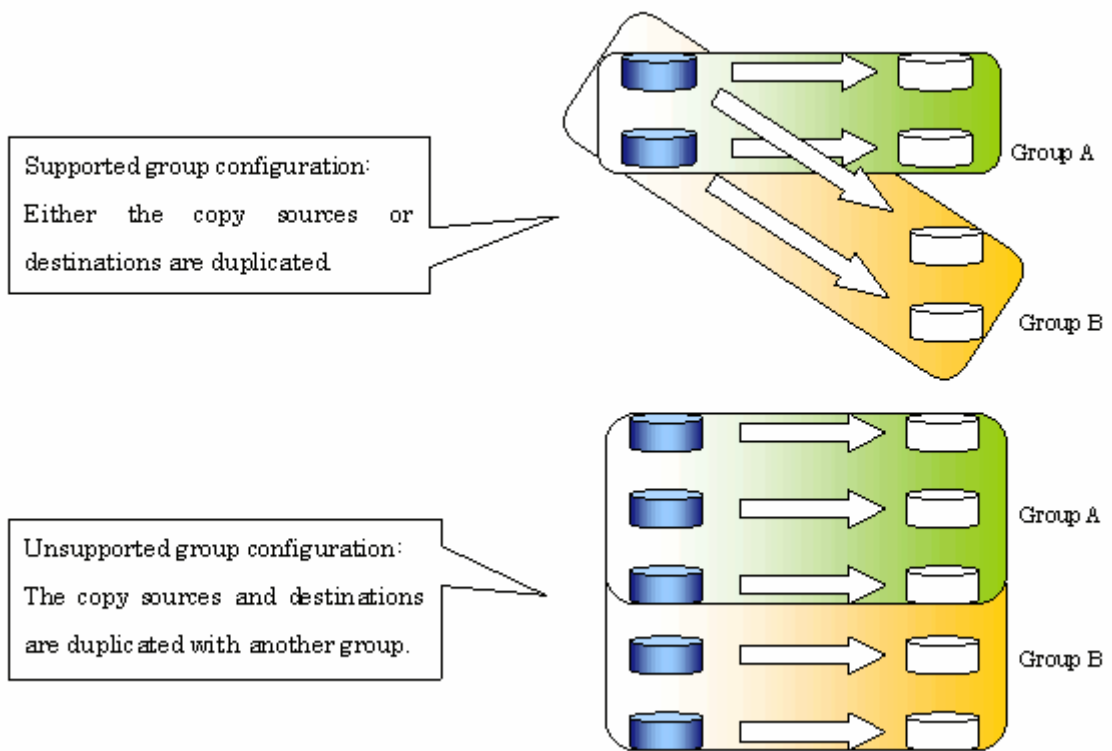 Group A
Supported group configuration:
Either the copy sources or
destinations are duplicated.
Group B
Group A
Unsupported group configuration:
The copy sources and destinations
are duplicated with another group.
Group B